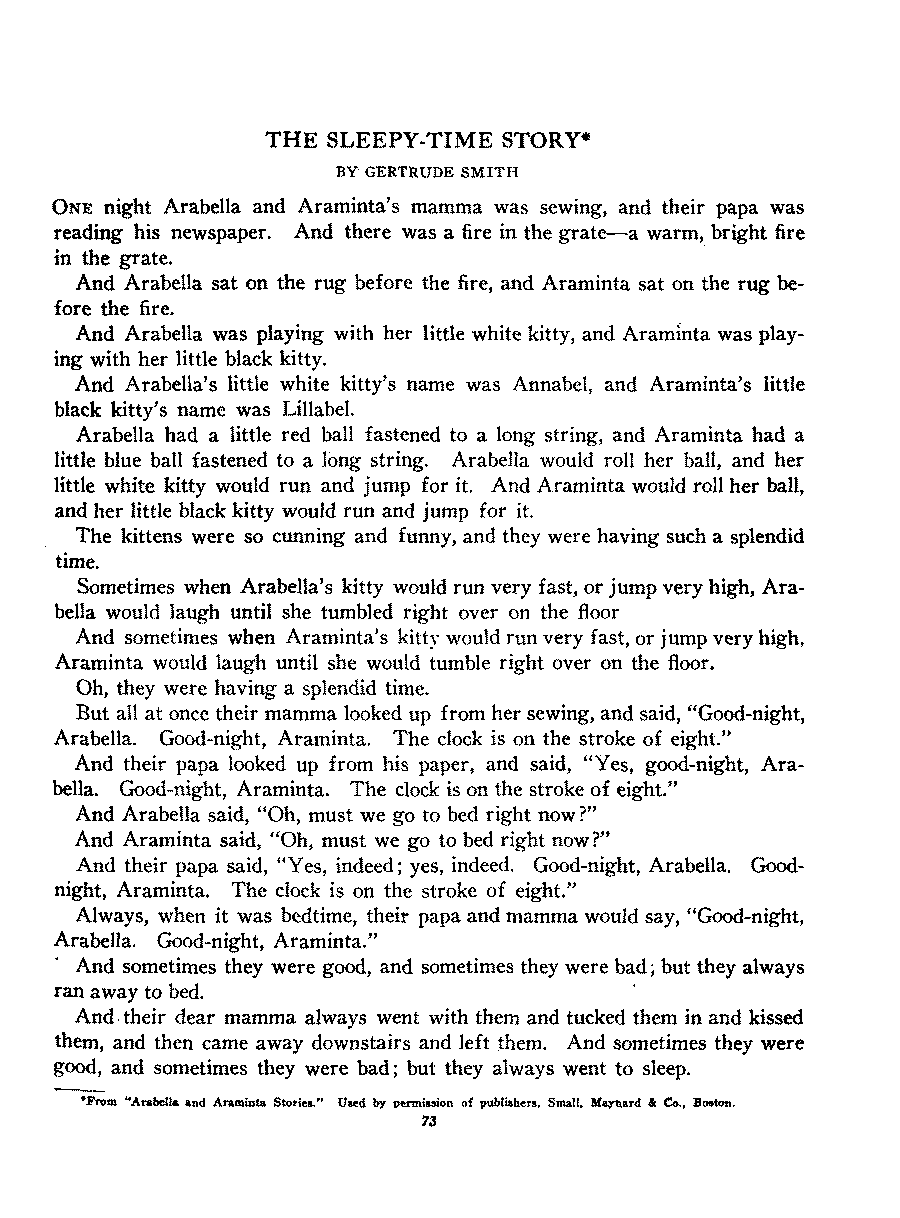 THE SLEEPY-TIME STORY*
BY GERTRUDE SMITH
ONE night Arabella and Araminta's mamma was sewing, and their papa was
reading his newspaper. And there was a fire in the grate—a warm, bright fire
in the grate.
And Arabella sat on the rug before the fire, and Araminta sat on the rug be-
fore the fire.
And Arabella was playing with her little white kitty, and Araminta was play-
ing with her little black kitty.
And Arabella's little white kitty's name was Annabel, and Araminta's little
black kitty's name was Lillabel.
Arabella had a little red ball fastened to a long string, and Araminta had a
little blue ball fastened to a long string. Arabella would roll her ball, and her
little white kitty would run and jump for it. And Araminta would roll her ball,
and her little black kitty would run and jump for it.
The kittens were so cunning and funny, and they were having such a splendid
time.
Sometimes when Arabella's kitty would run very fast, or jump very high, Ara-
bella would laugh until she tumbled right over on the floor
And sometimes when Araminta's kitty would run very fast, or jump very high,
Araminta would laugh until she would tumble right over on the floor.
Oh, they were having a splendid time.
But all at once their mamma looked up from her sewing, and said, "Good-night,
Arabella. Good-night, Araminta. The clock is on the stroke of eight."
And their papa looked up from his paper, and said, "Yes, good-night, Ara-
bella. Good-night, Araminta. The clock is on the stroke of eight."
And Arabella said, "Oh, must we go to bed right now?"
And Araminta said, "Oh, must we go to bed right now?"
And their papa said, "Yes, indeed; yes, indeed. Good-night, Arabella. Good-
night, Araminta. The clock is on the stroke of eight."
Always, when it was bedtime, their papa and mamma would say, "Good-night,
Arabella. Good-night, Araminta."
And sometimes they were good, and sometimes they were bad; but they always
ran away to bed.
And their dear mamma always went with them and tucked them in and kissed
them, and then came away downstairs and left them. And sometimes they were
good, and sometimes they were bad; but they always went to sleep.
*From "Arabella and Araminta Stories." Used by permission of publishers, Small, Maynard & Co., Boston.
73